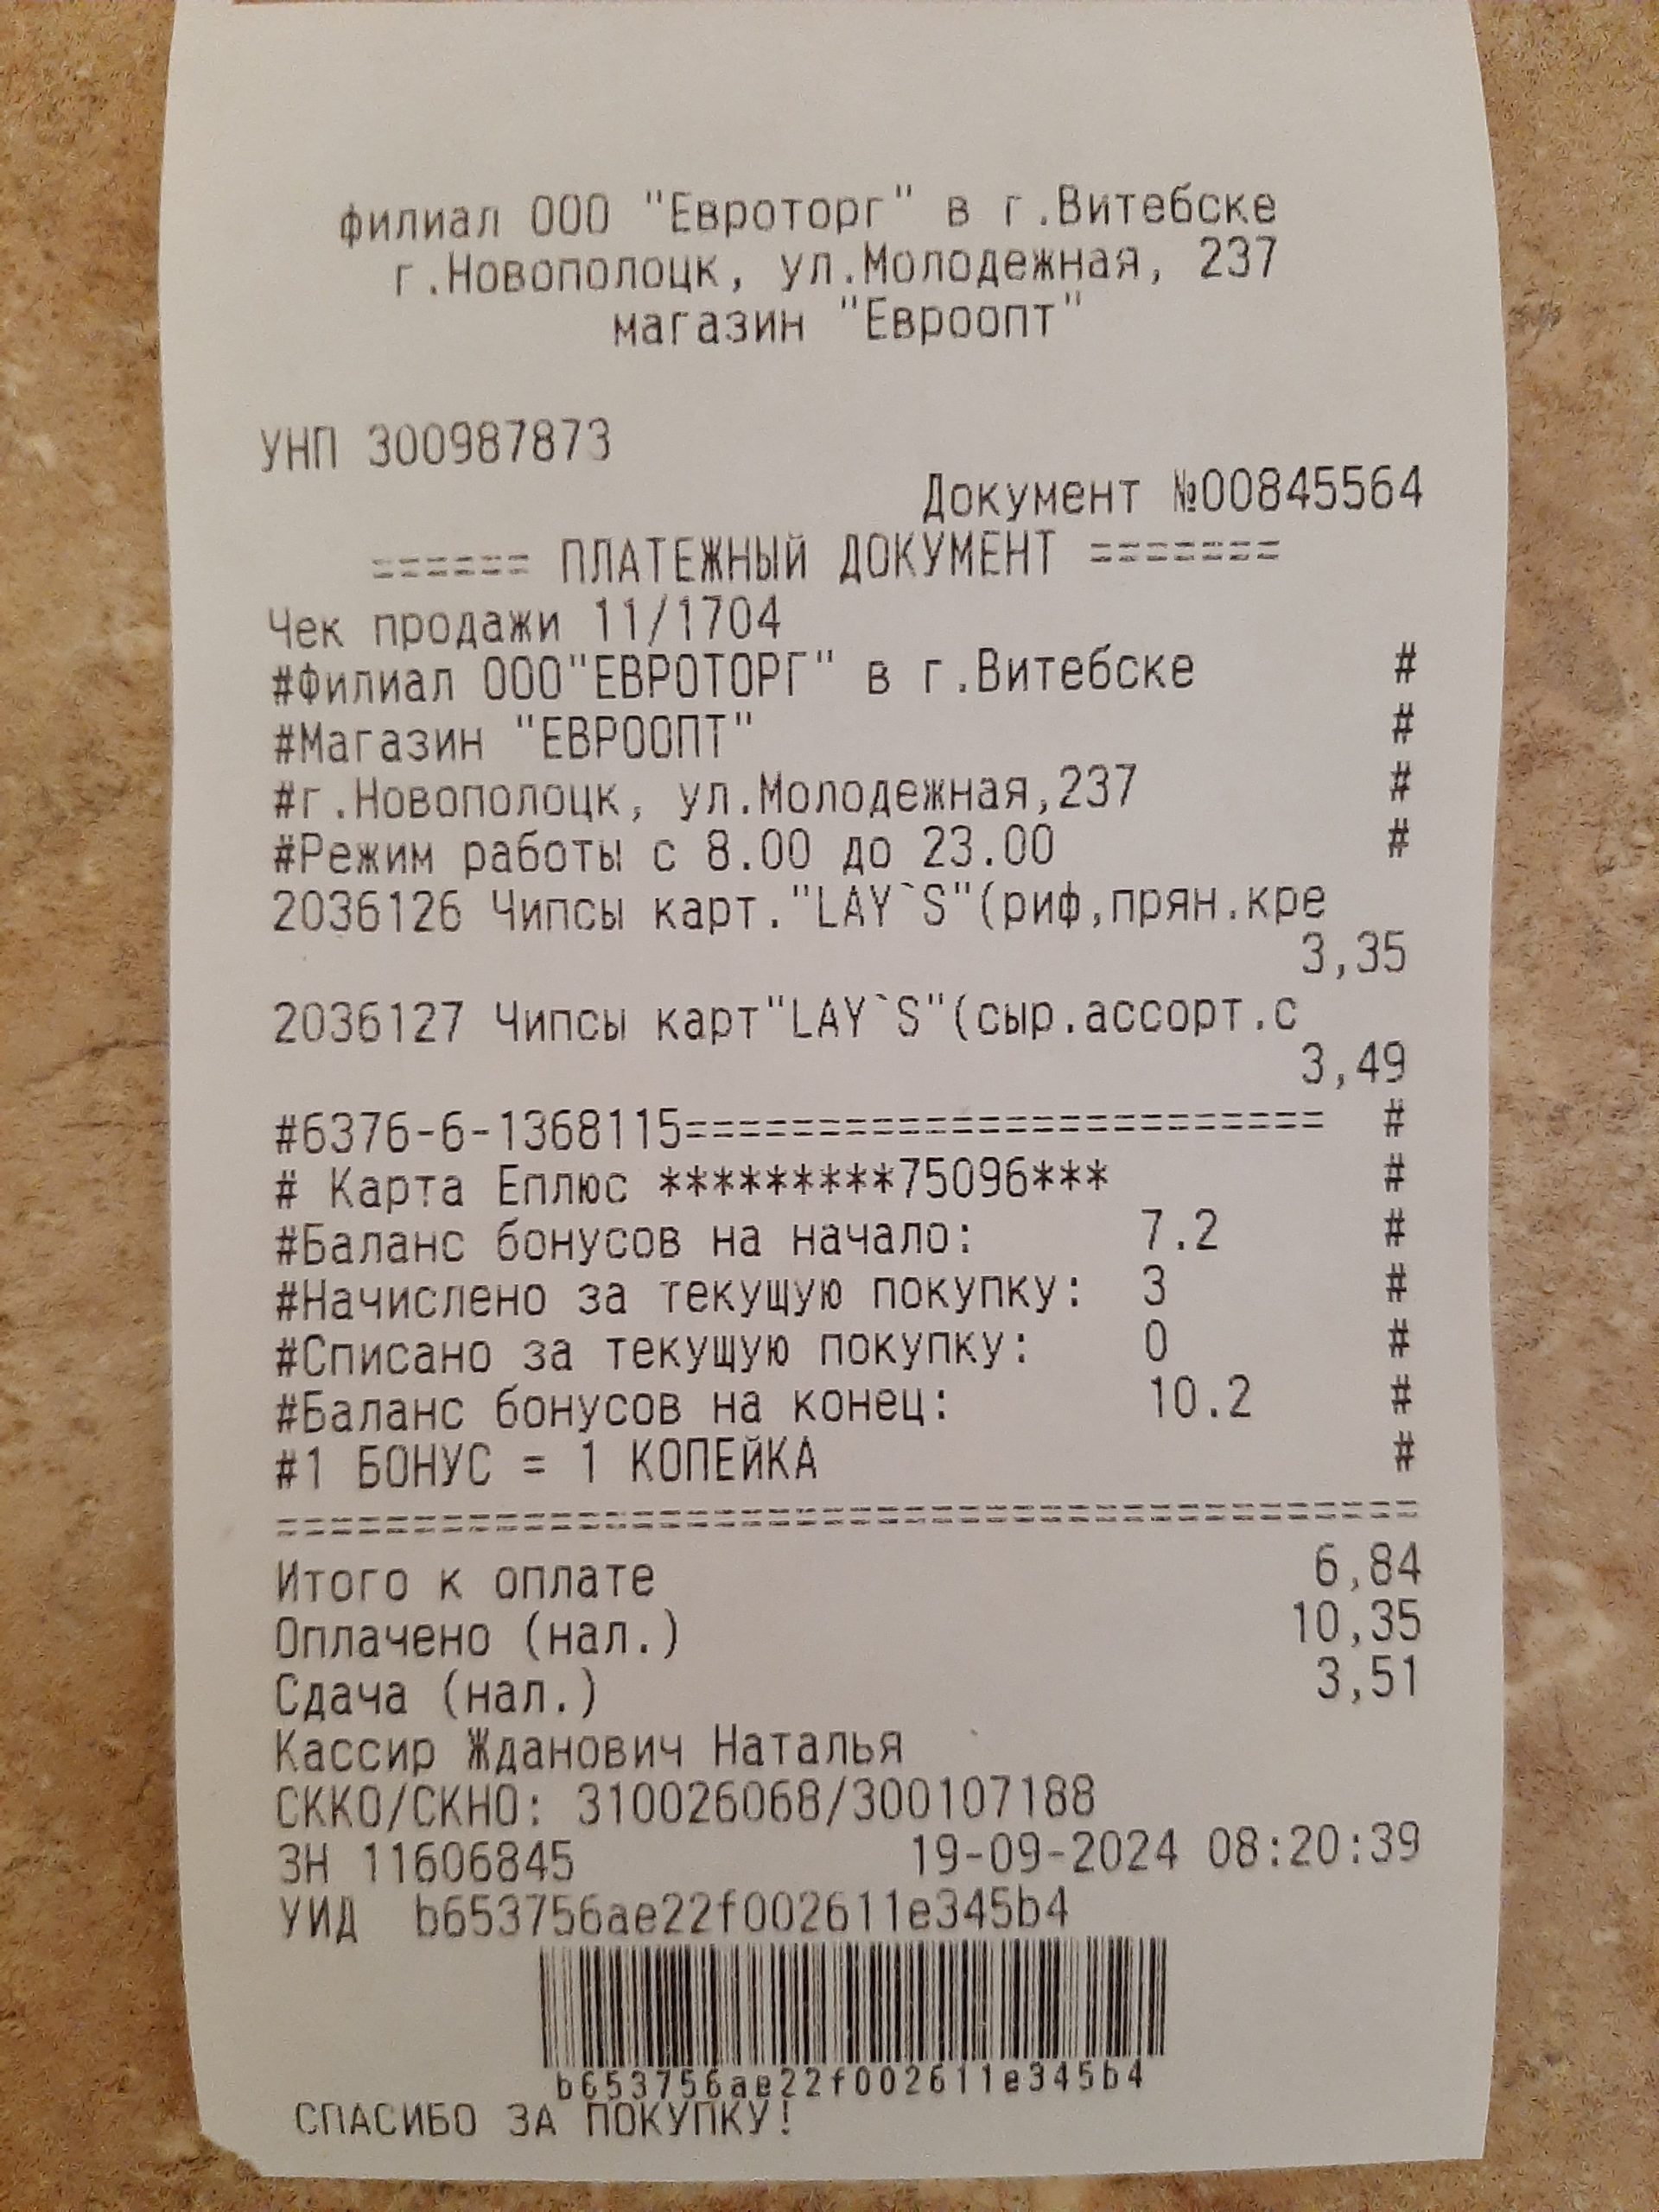 филиал ООО "Евроторг" в г.Витебске
г.Новополоцк, ул.Молодежная, 237
магазин "Евроопт"
УНП 300987873
Документ №00845564
====== ПЛАТЕЖНЫЙ ДОКУМЕНТ =======
Чек продажи 11/1704
#Филиал ООО"ЕВРОТОРГ" в г.Витебске #
#Магазин "ЕВРООПТ" #
#г.Новополоцк, ул.Молодежная,237 #
#Режим работы с 8.00 до 23.00 #
2036126 Чипсы карт."LAY`S"(риф,прян.кре
3,35
2036127 Чипсы карт"LAY`S"(сыр.ассорт.с
3,49
#6376-6-1368115======================== #
# Карта Еплюс *********75096*** #
#Баланс бонусов на начало: 7.2 #
#Начислено за текущую покупку: 3 #
#Списано за текущую покупку: 0 #
#Баланс бонусов на конец: 10.2 #
#1 БОНУС = 1 КОПЕЙКА #
==========================================
Итого к оплате 6,84
Оплачено (нал.) 10,35
Сдача (нал.) 3,51
Кассир Жданович Наталья
СККО/СКНО: 310026068/300107188
ЗН 11606845 19-09-2024 08:20:39
УИД b653756ae22f002611e345b4
b653756ae22f002611e345b4
СПАСИБО ЗА ПОКУПКУ!